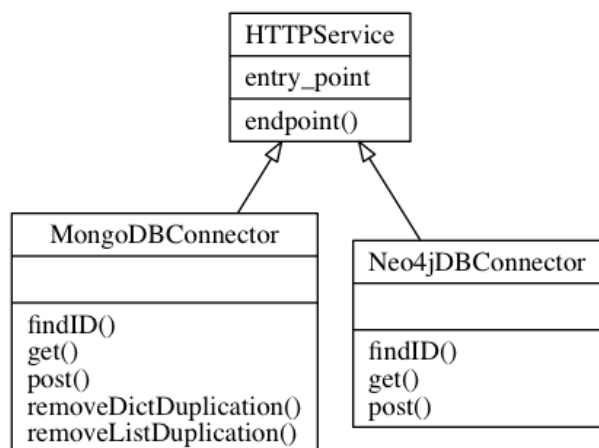 HTTPService
entry_point
endpoint()
MongoDBConnector
findID()
get()
post()
removeDictDuplication()
removeListDuplication()
Neo4jDBConnector
findID()
get()
post()